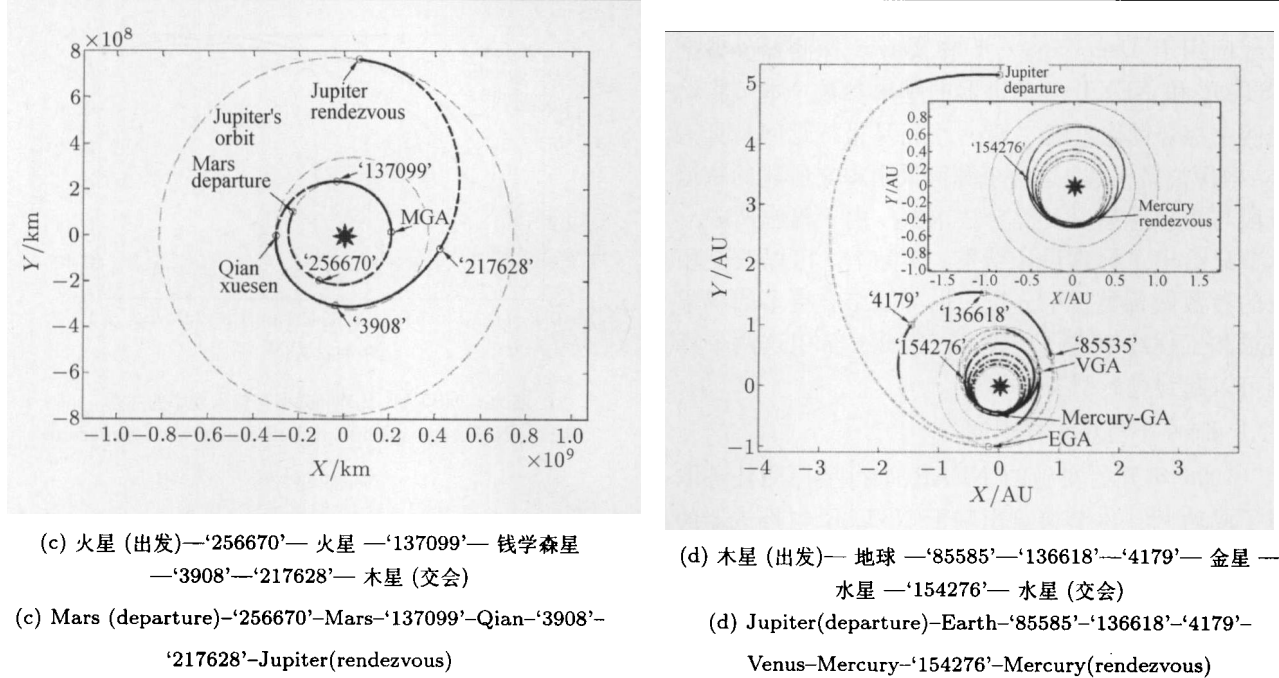 ×10⁸
8
6
4
2
0
−2
−4
−6
−8
Y/km
Jupiter
rendezvous
Jupiter's
orbit
Mars
departure
'137099'
MGA
'256670'
'217628'
Qian
xuesen
'3908'
−1.0 −0.8 −0.6 −0.4 −0.2 0 0.2 0.4 0.6 0.8 1.0
X/km
×10⁹
(c) 火星 (出发)—'256670'— 火星 —'137099'— 钱学森星
—'3908'—'217628'— 木星 (交会)
(c) Mars (departure)–'256670'–Mars–'137099'–Qian–'3908'–
'217628'–Jupiter(rendezvous)
5
4
3
2
1
0
−1
Y/AU
Jupiter
departure
0.8
0.6
0.4
0.2
0
−0.2
−0.4
−0.6
−0.8
−1.0
Y/AU
'154276'
Mercury
rendezvous
−1.5 −1.0 −0.5 0 0.5 1.0 1.5
X/AU
'4179'
'136618'
'154276'
'85535'
VGA
Mercury-GA
EGA
−4 −3 −2 −1 0 1 2 3
X/AU
(d) 木星 (出发)— 地球 —'85585'—'136618'—'4179'— 金星 —
水星 —'154276'— 水星 (交会)
(d) Jupiter(departure)–Earth–'85585'–'136618'–'4179'–
Venus–Mercury–'154276'–Mercury(rendezvous)